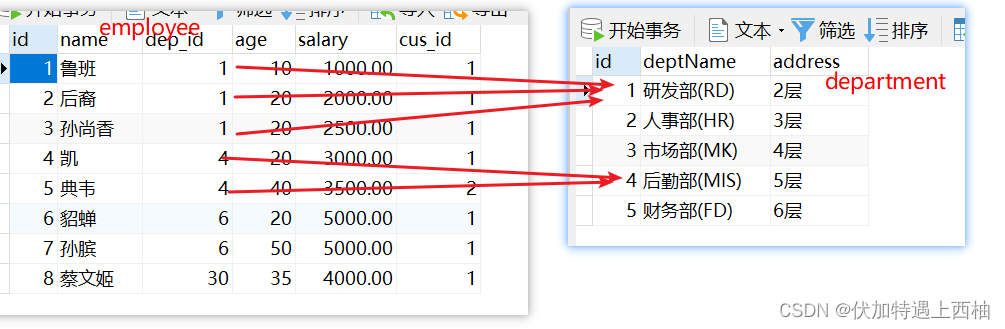 开始事务 文本 筛选 排序 导入 导出
employee
id name dep_id age salary cus_id
1 鲁班 1 10 1000.00 1
2 后裔 1 20 2000.00 1
3 孙尚香 1 20 2500.00 1
4 凯 4 20 3000.00 1
5 典韦 4 40 3500.00 2
6 貂蝉 6 20 5000.00 1
7 孙膑 6 50 5000.00 1
8 蔡文姬 30 35 4000.00 1
开始事务 文本 筛选 排序
id deptName address
department
1 研发部(RD) 2层
2 人事部(HR) 3层
3 市场部(MK) 4层
4 后勤部(MIS) 5层
5 财务部(FD) 6层
CSDN @伏加特遇上西柚